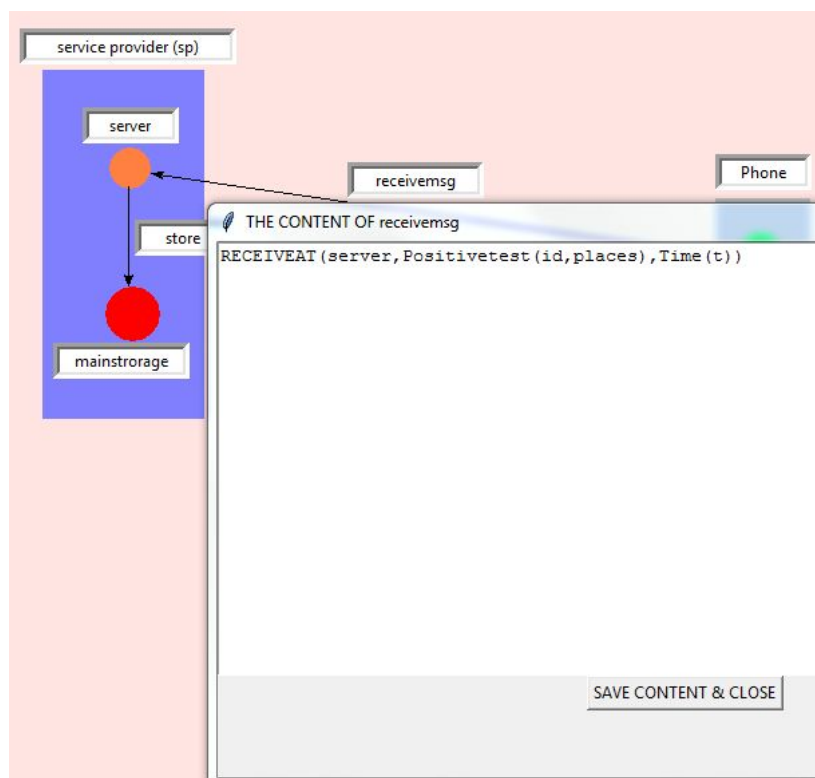 service provider (sp)
server
receivemsg
Phone
store
mainstrorage
THE CONTENT OF receivemsg
RECEIVEAT(server,Positivetest(id,places),Time(t))
SAVE CONTENT & CLOSE